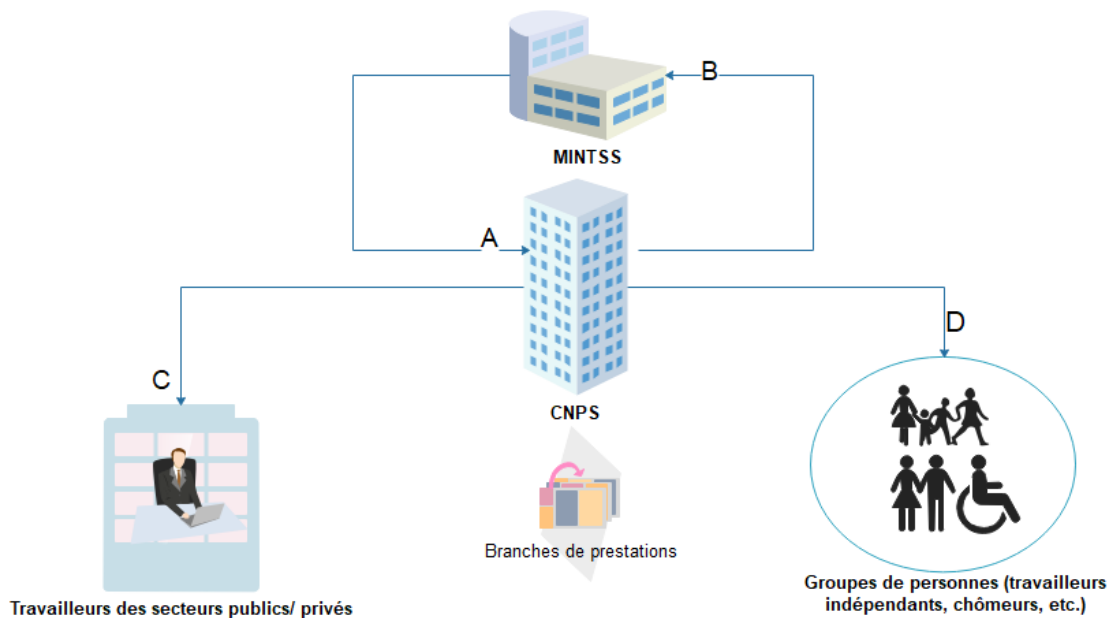 B
MINTSS
A
D
C
CNPS
Branches de prestations
Travailleurs des secteurs publics/ privés
Groupes de personnes (travailleurs
indépendants, chômeurs, etc.)